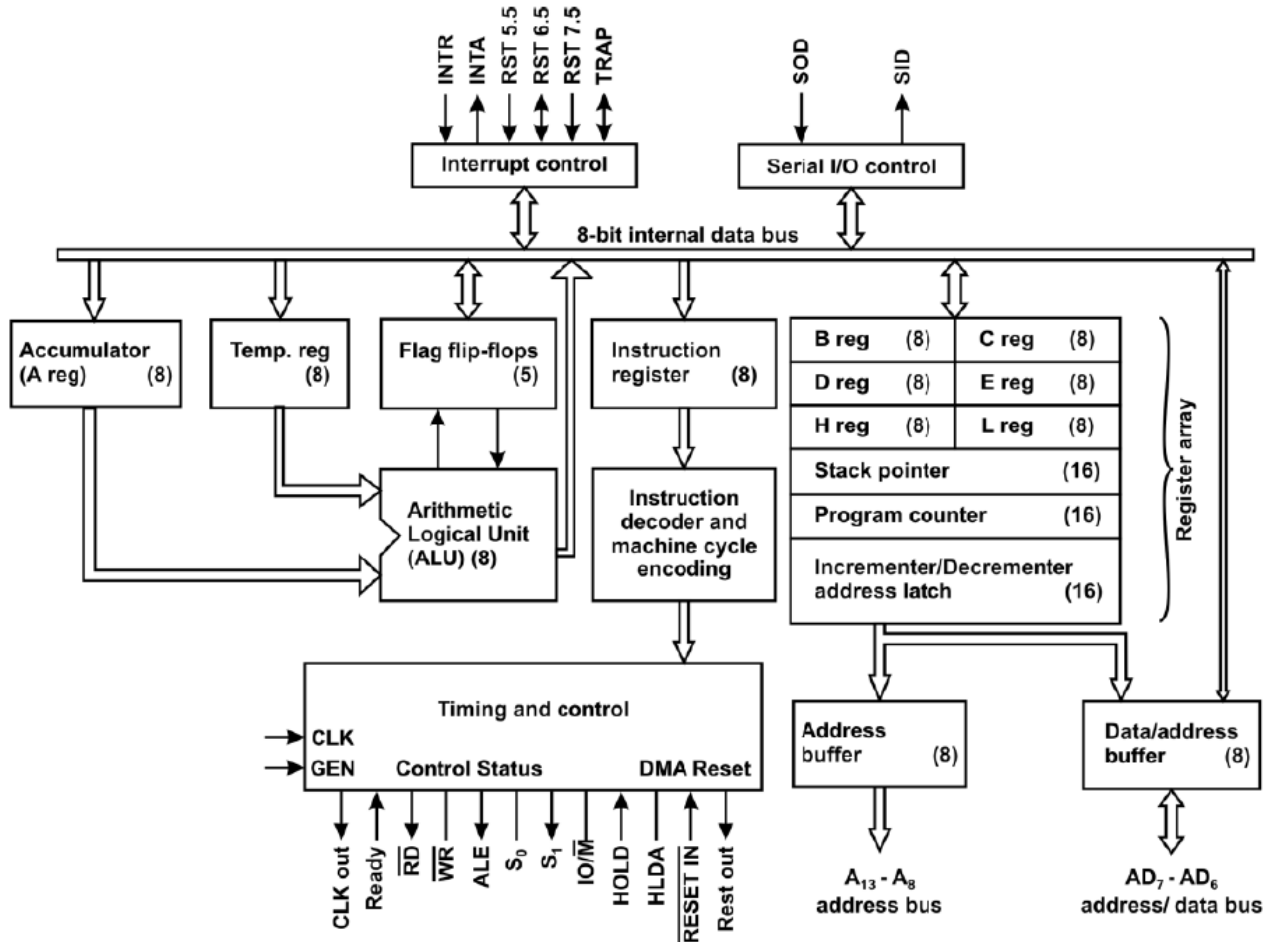 INTR
INTA
RST 5.5
RST 6.5
RST 7.5
TRAP
SOD
SID
Interrupt control
Serial I/O control
8-bit internal data bus
Accumulator
(A reg) (8)
Temp. reg
(8)
Flag flip-flops
(5)
Instruction
register (8)
B reg (8) C reg (8)
D reg (8) E reg (8)
H reg (8) L reg (8)
Stack pointer (16)
Program counter (16)
Incrementer/Decrementer
address latch (16)
Register array
Arithmetic
Logical Unit
(ALU) (8)
Instruction
decoder and
machine cycle
encoding
Timing and control
CLK
GEN Control Status DMA Reset
CLK out
Ready
R̅D̅
W̅R̅
ALE
S₀
S₁
IO/M̅
HOLD
HLDA
R̅E̅S̅E̅T̅ I̅N̅
Rest out
Address
buffer (8)
Data/address
buffer (8)
A₁₃ - A₈
address bus
AD₇ - AD₆
address/ data bus